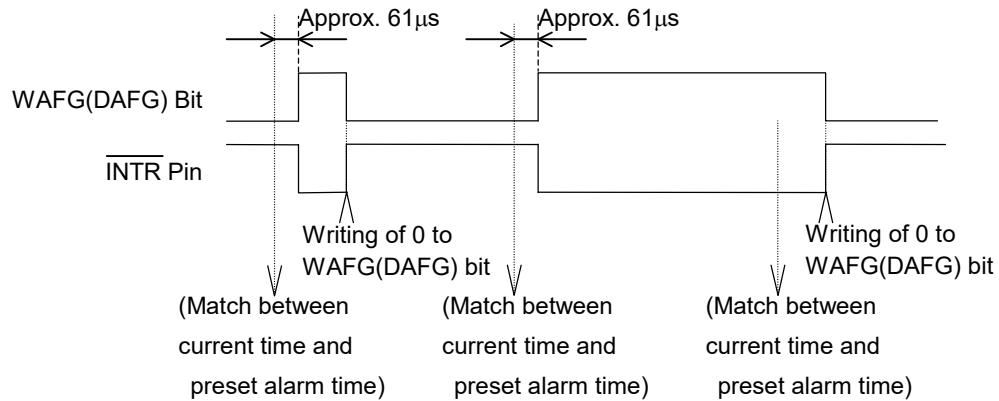 Approx. 61μs
Approx. 61μs
WAFG(DAFG) Bit
INTR Pin
Writing of 0 to
WAFG(DAFG) bit
Writing of 0 to
WAFG(DAFG) bit
(Match between
current time and
preset alarm time)
(Match between
current time and
preset alarm time)
(Match between
current time and
preset alarm time)